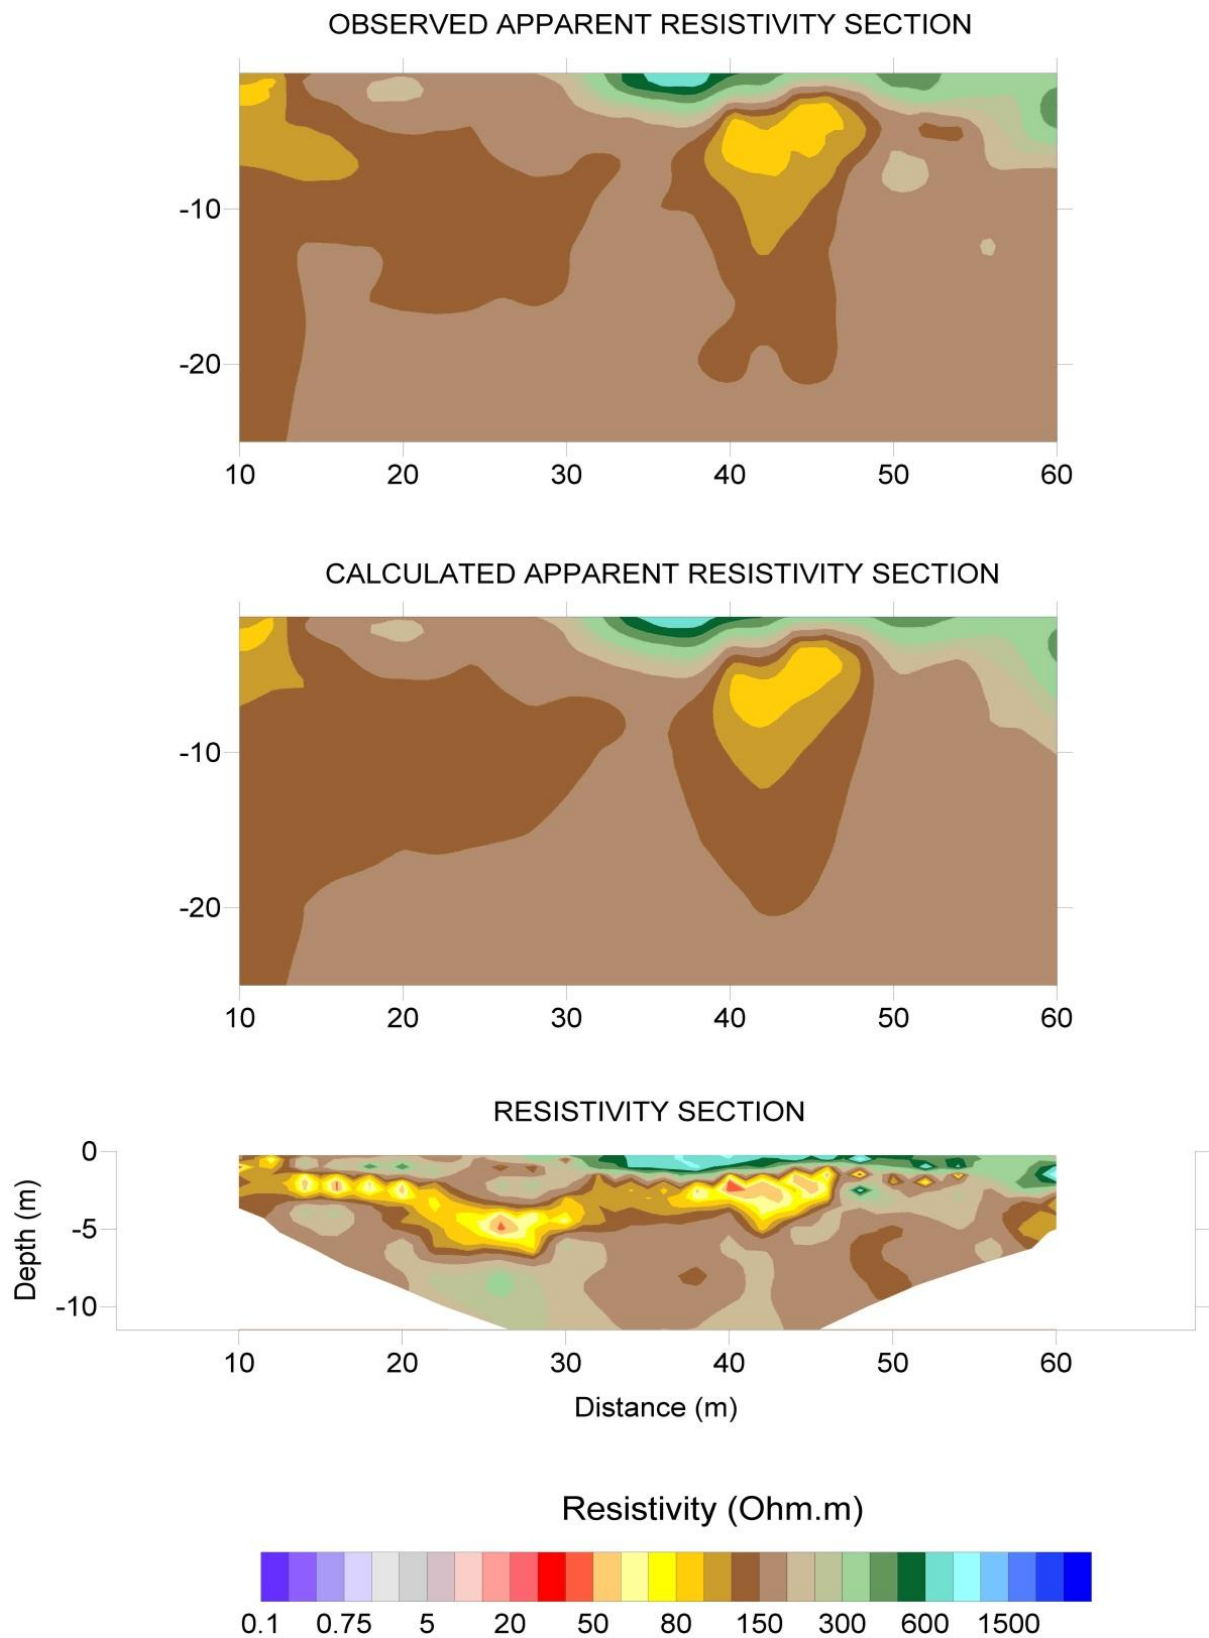 OBSERVED APPARENT RESISTIVITY SECTION
-10
-20
10 20 30 40 50 60
CALCULATED APPARENT RESISTIVITY SECTION
-10
-20
10 20 30 40 50 60
RESISTIVITY SECTION
0
-5
-10
Depth (m)
10 20 30 40 50 60
Distance (m)
Resistivity (Ohm.m)
0.1 0.75 5 20 50 80 150 300 600 1500